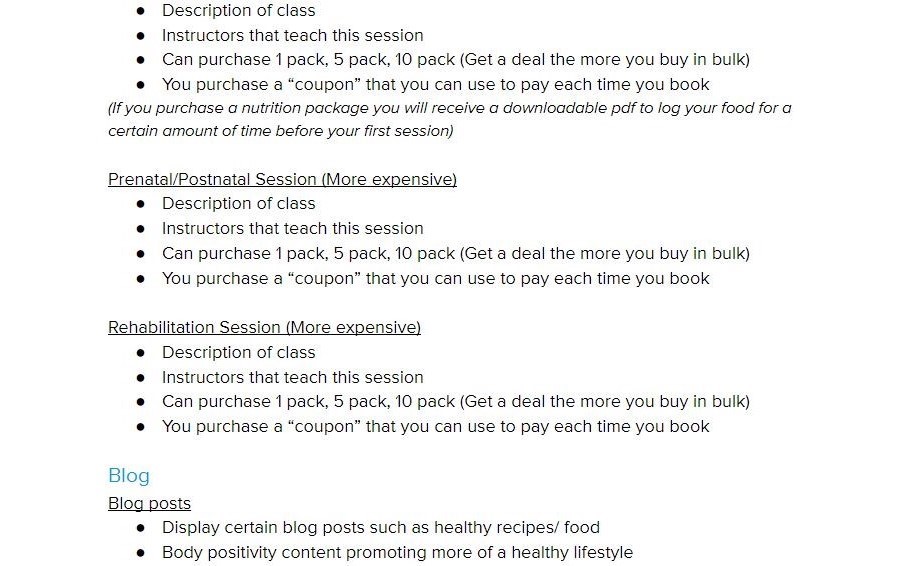 ● Description of class
● Instructors that teach this session
● Can purchase 1 pack, 5 pack, 10 pack (Get a deal the more you buy in bulk)
● You purchase a “coupon” that you can use to pay each time you book
(If you purchase a nutrition package you will receive a downloadable pdf to log your food for a
certain amount of time before your first session)
Prenatal/Postnatal Session (More expensive)
● Description of class
● Instructors that teach this session
● Can purchase 1 pack, 5 pack, 10 pack (Get a deal the more you buy in bulk)
● You purchase a “coupon” that you can use to pay each time you book
Rehabilitation Session (More expensive)
● Description of class
● Instructors that teach this session
● Can purchase 1 pack, 5 pack, 10 pack (Get a deal the more you buy in bulk)
● You purchase a “coupon” that you can use to pay each time you book
Blog
Blog posts
● Display certain blog posts such as healthy recipes/ food
● Body positivity content promoting more of a healthy lifestyle